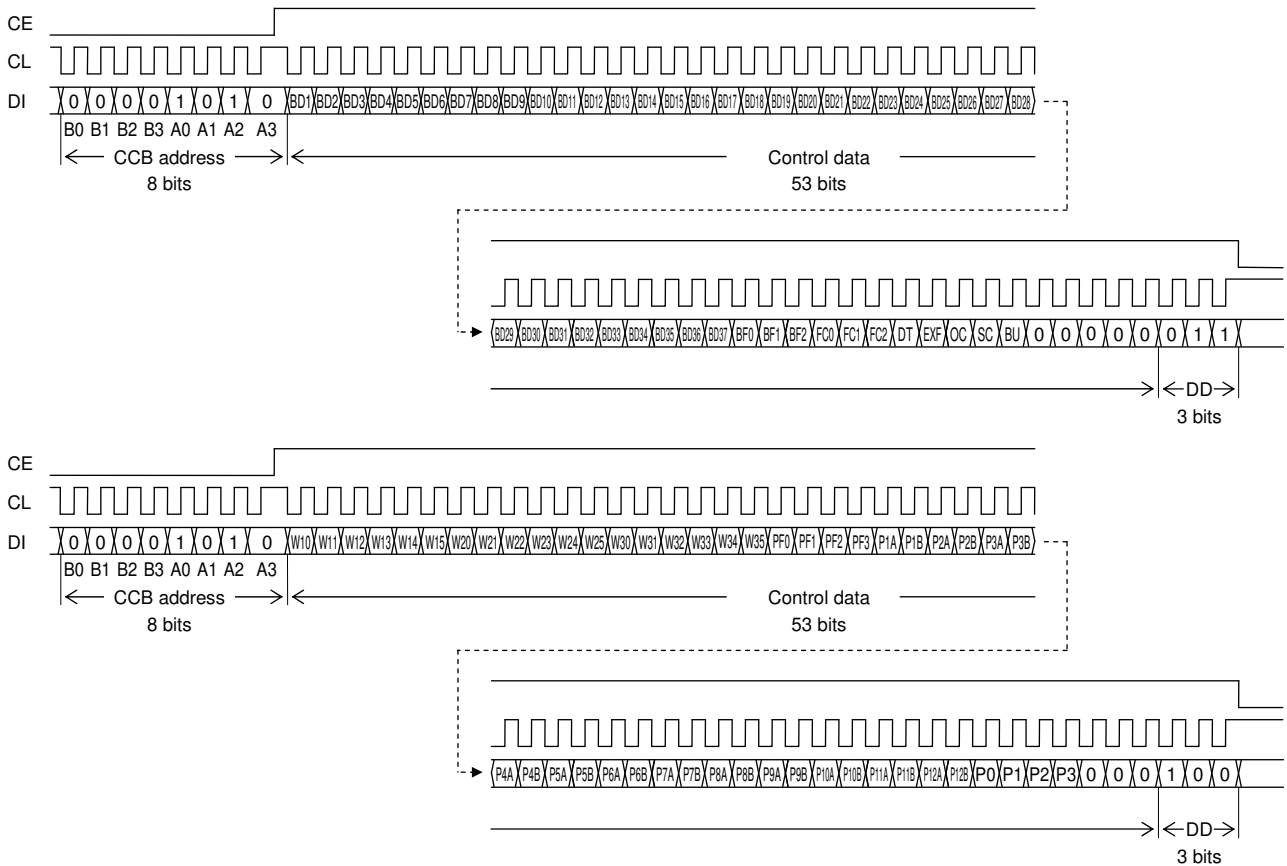 CE
CL
DI 0 0 0 0 1 0 1 0 BD1 BD2 BD3 BD4 BD5 BD6 BD7 BD8 BD9 BD10 BD11 BD12 BD13 BD14 BD15 BD16 BD17 BD18 BD19 BD20 BD21 BD22 BD23 BD24 BD25 BD26 BD27 BD28
B0 B1 B2 B3 A0 A1 A2 A3
CCB address Control data
8 bits 53 bits
BD29 BD30 BD31 BD32 BD33 BD34 BD35 BD36 BD37 BF0 BF1 BF2 FC0 FC1 FC2 DT EXF OC SC BU 0 0 0 0 0 0 1 1
DD
3 bits
CE
CL
DI 0 0 0 0 1 0 1 0 W10 W11 W12 W13 W14 W15 W20 W21 W22 W23 W24 W25 W30 W31 W32 W33 W34 W35 PF0 PF1 PF2 PF3 P1A P1B P2A P2B P3A P3B
B0 B1 B2 B3 A0 A1 A2 A3
CCB address Control data
8 bits 53 bits
P4A P4B P5A P5B P6A P6B P7A P7B P8A P8B P9A P9B P10A P10B P11A P11B P12A P12B P0 P1 P2 P3 0 0 0 1 0 0
DD
3 bits